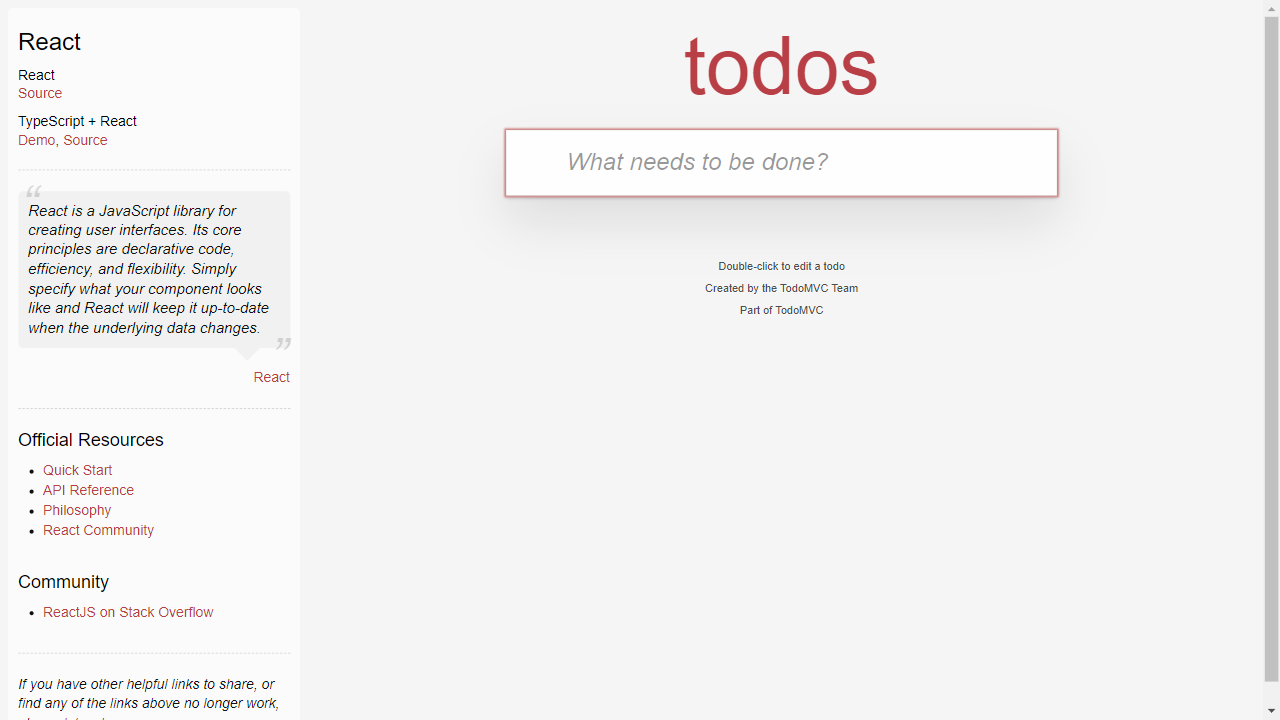 React
React
Source
TypeScript + React
Demo, Source
“
React is a JavaScript library for
creating user interfaces. Its core
principles are declarative code,
efficiency, and flexibility. Simply
specify what your component looks
like and React will keep it up-to-date
when the underlying data changes.
”
React
Official Resources
• Quick Start
• API Reference
• Philosophy
• React Community
Community
• ReactJS on Stack Overflow
If you have other helpful links to share, or
find any of the links above no longer work,
todos
What needs to be done?
Double-click to edit a todo
Created by the TodoMVC Team
Part of TodoMVC